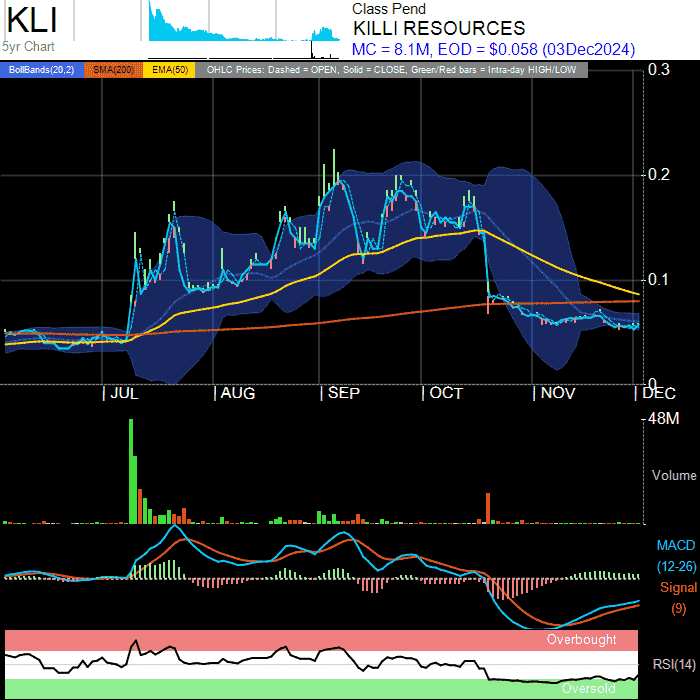 KLI
5yr Chart
Class Pend
KILLI RESOURCES
MC = 8.1M, EOD = $0.058 (03Dec2024)
BollBands(20,2) SMA(200) EMA(50) OHLC Prices: Dashed = OPEN, Solid = CLOSE, Green/Red bars = Intra-day HIGH/LOW
0.3
0.2
0.1
0
| JUL | AUG | SEP | OCT | NOV | DEC
48M
Volume
MACD
(12-26)
Signal
(9)
Overbought
RSI(14)
Oversold